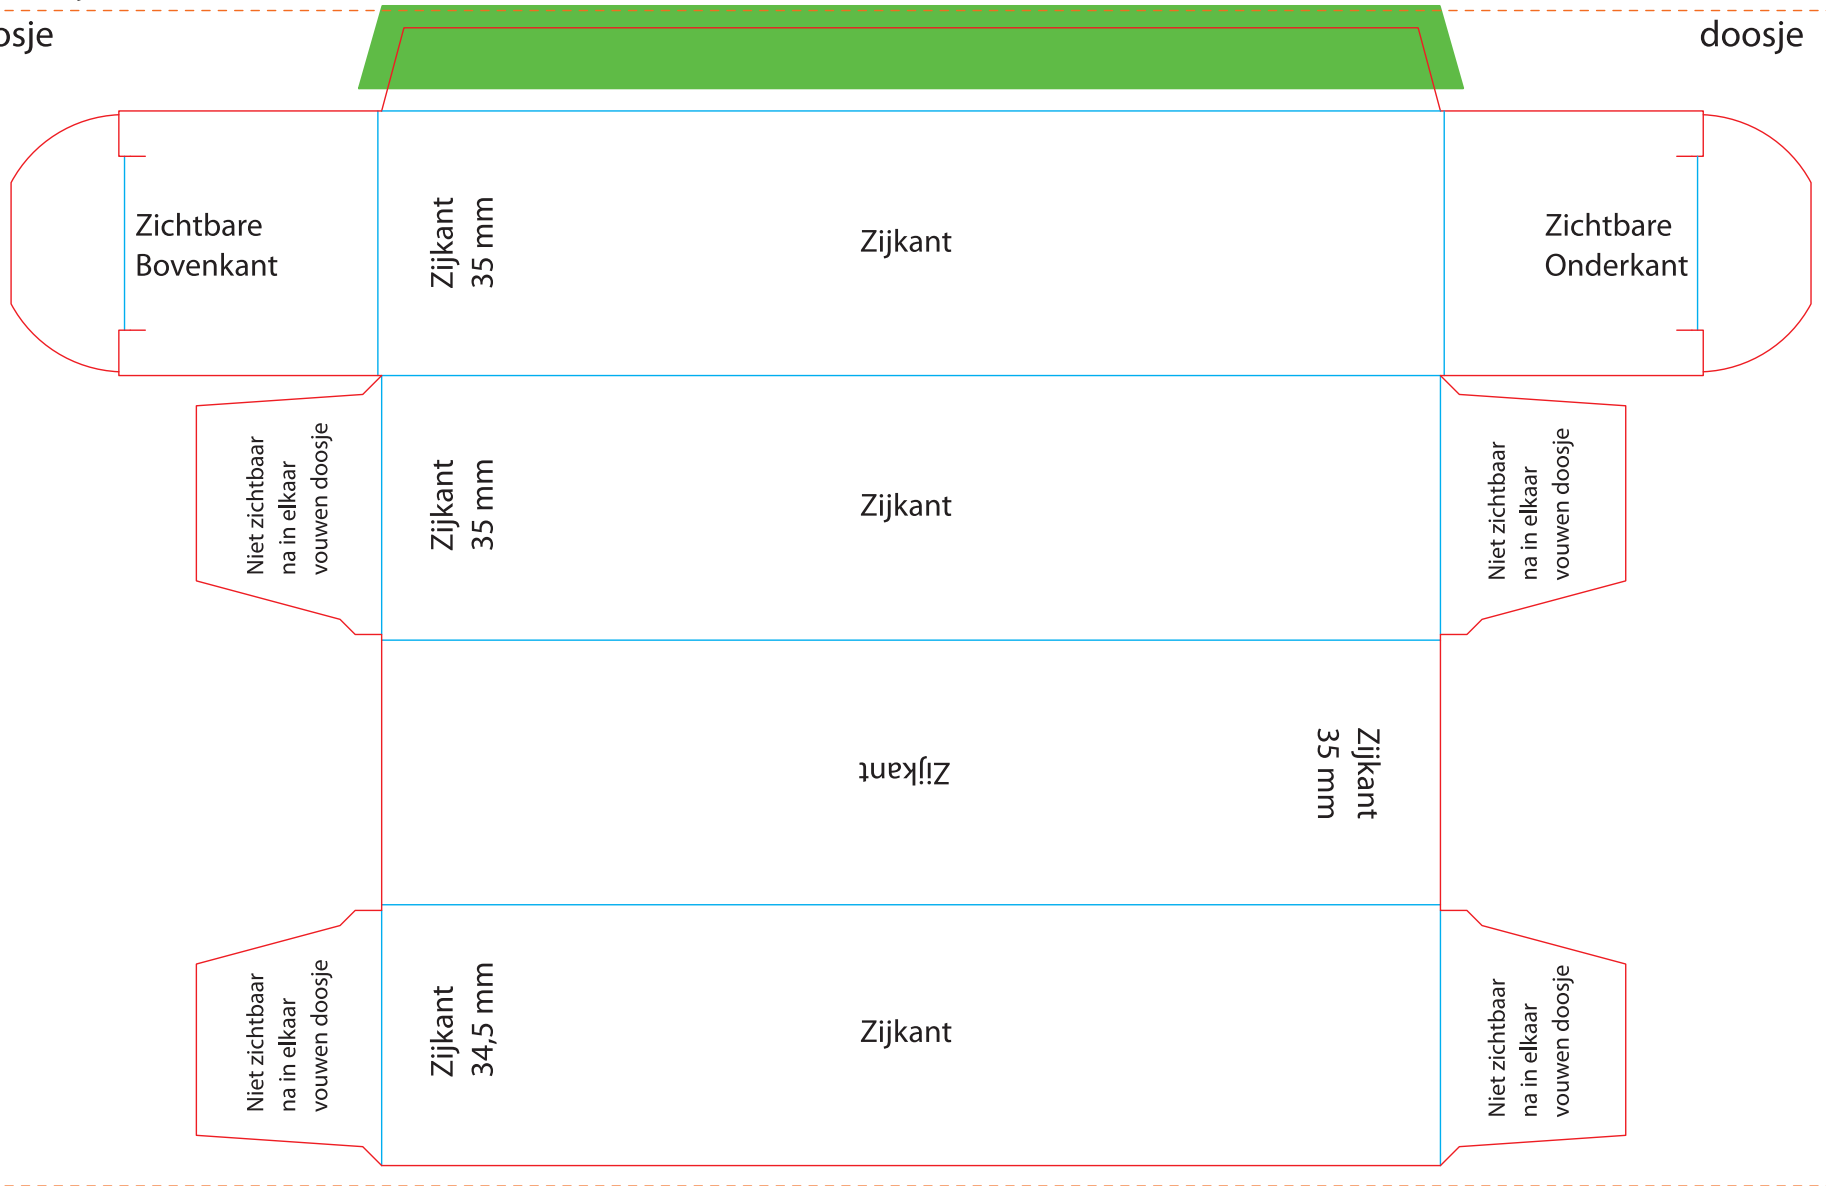 doosje
Zichtbare
Bovenkant
Zijkant
35 mm
Zijkant
Zichtbare
Onderkant
Niet zichtbaar
na in elkaar
vouwen doosje
Zijkant
35 mm
Zijkant
Niet zichtbaar
na in elkaar
vouwen doosje
Zijkant
Zijkant
35 mm
Niet zichtbaar
na in elkaar
vouwen doosje
Zijkant
34,5 mm
Zijkant
Niet zichtbaar
na in elkaar
vouwen doosje